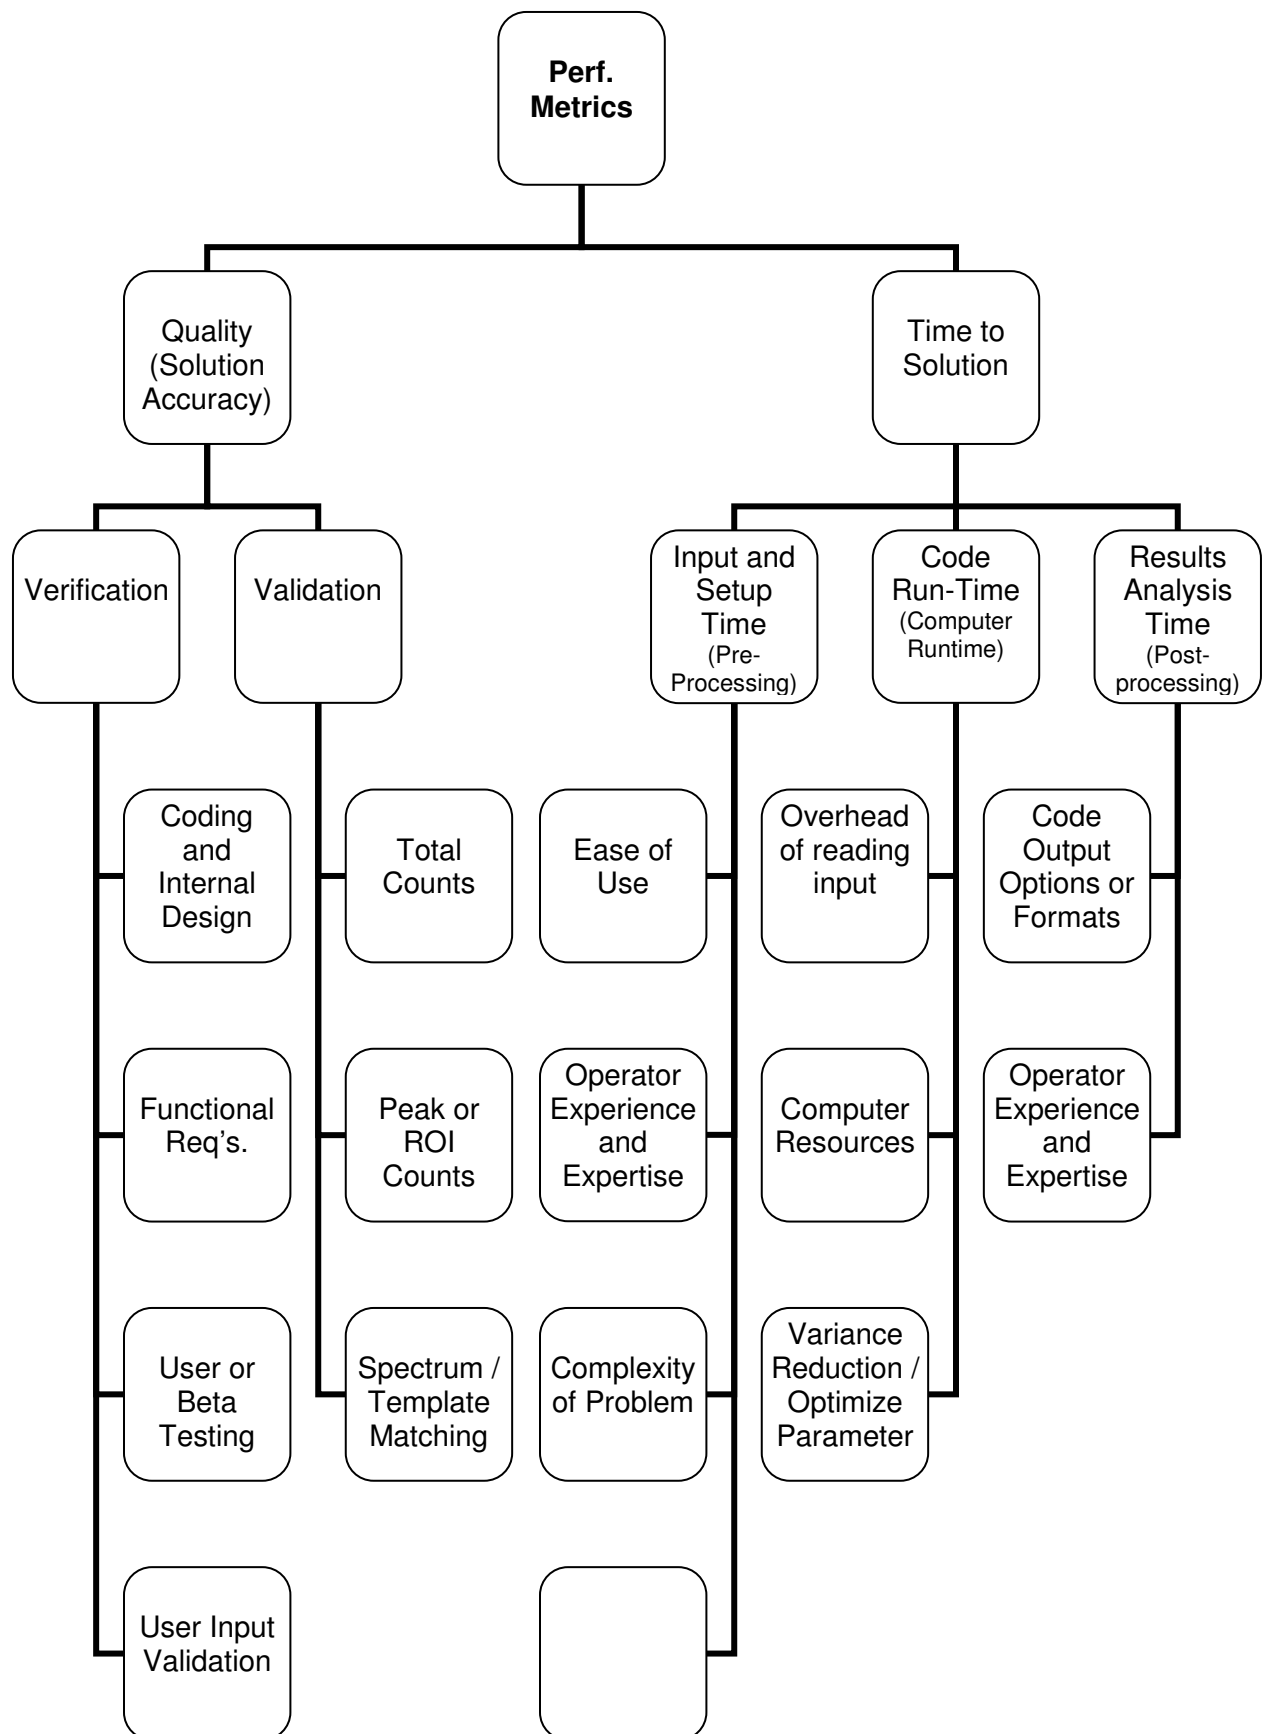 Perf.
Metrics
Quality
(Solution
Accuracy)
Time to
Solution
Verification
Validation
Input and
Setup
Time
(Pre-
Processing)
Code
Run-Time
(Computer
Runtime)
Results
Analysis
Time
(Post-
processing)
Coding
and
Internal
Design
Total
Counts
Ease of
Use
Overhead
of reading
input
Code
Output
Options or
Formats
Functional
Req’s.
Peak or
ROI
Counts
Operator
Experience
and
Expertise
Computer
Resources
Operator
Experience
and
Expertise
User or
Beta
Testing
Spectrum /
Template
Matching
Complexity
of Problem
Variance
Reduction /
Optimize
Parameter
User Input
Validation